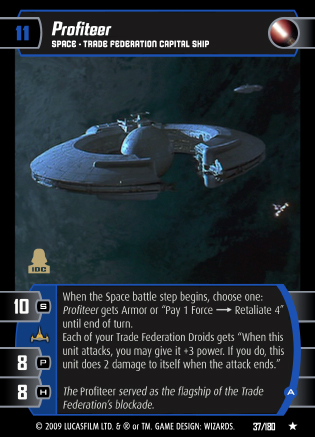 11
Profiteer
SPACE - TRADE FEDERATION CAPITAL SHIP
IDC
10 S
When the Space battle step begins, choose one:
Profiteer gets Armor or "Pay 1 Force → Retaliate 4"
until end of turn.
Each of your Trade Federation Droids gets "When this
unit attacks, you may give it +3 power. If you do, this
unit does 2 damage to itself when the attack ends."
8 P
8 H
The Profiteer served as the flagship of the Trade
Federation's blockade.
A
© 2009 LUCASFILM LTD. & ® or TM. GAME DESIGN: WIZARDS. 37/180 ★